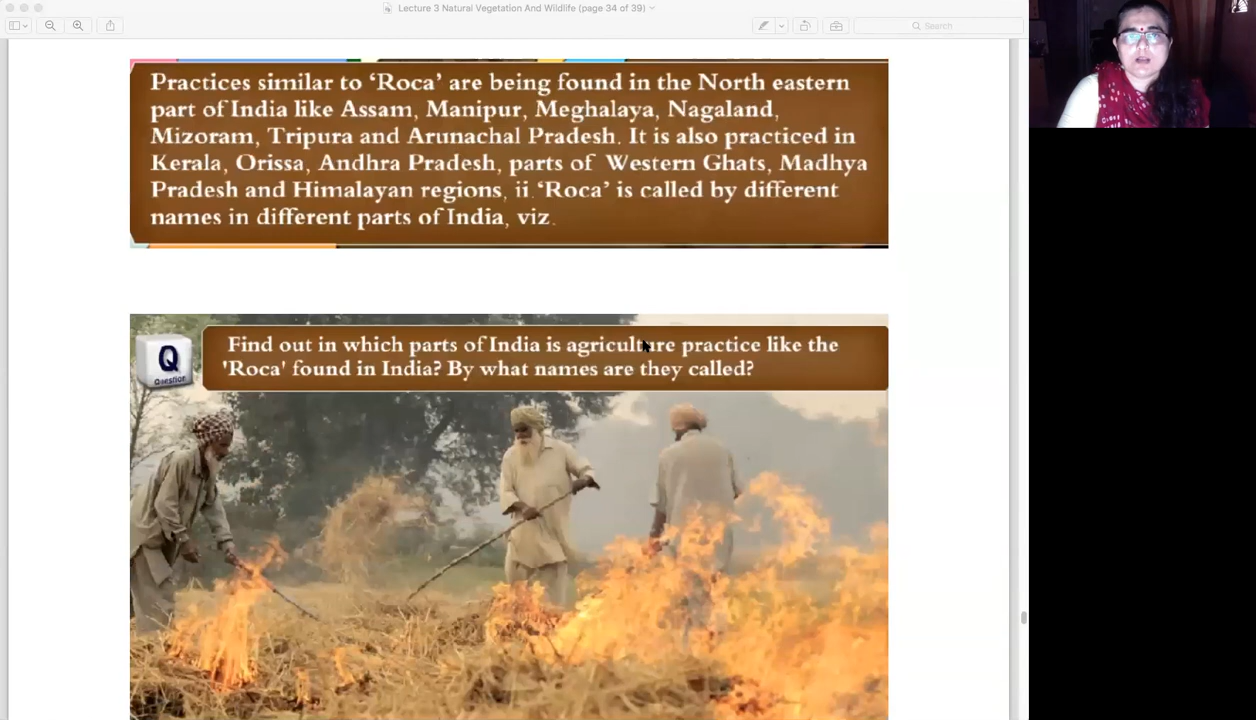 Lecture 3 Natural Vegetation And Wildlife (page 34 of 39)
Search
Practices similar to ‘Roca’ are being found in the North eastern
part of India like Assam, Manipur, Meghalaya, Nagaland,
Mizoram, Tripura and Arunachal Pradesh. It is also practiced in
Kerala, Orissa, Andhra Pradesh, parts of Western Ghats, Madhya
Pradesh and Himalayan regions, ii. ‘Roca’ is called by different
names in different parts of India, viz.
Q
QUESTION
Find out in which parts of India is agriculture practice like the
'Roca' found in India? By what names are they called?